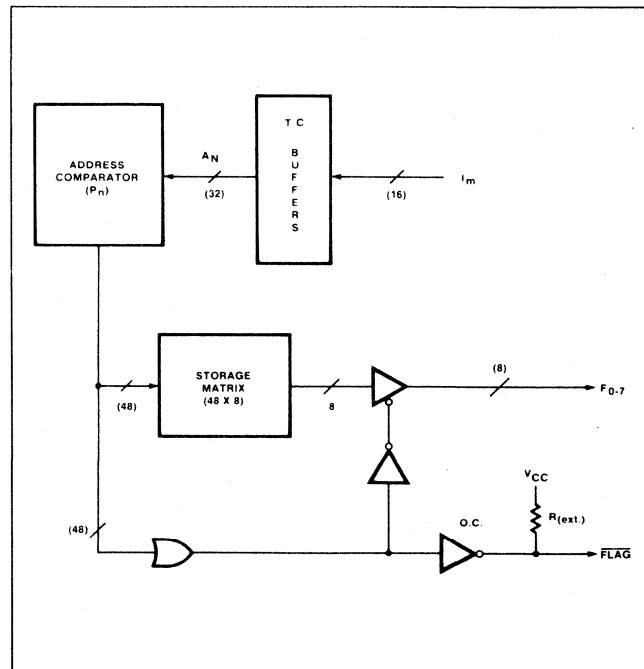 T C
BUFFERS
ADDRESS
COMPARATOR
(Pn)
AN
(32)
(16)
Im
STORAGE
MATRIX
(48 X 8)
(48)
8
(8)
F0-7
VCC
R(ext.)
(48)
O.C.
FLAG